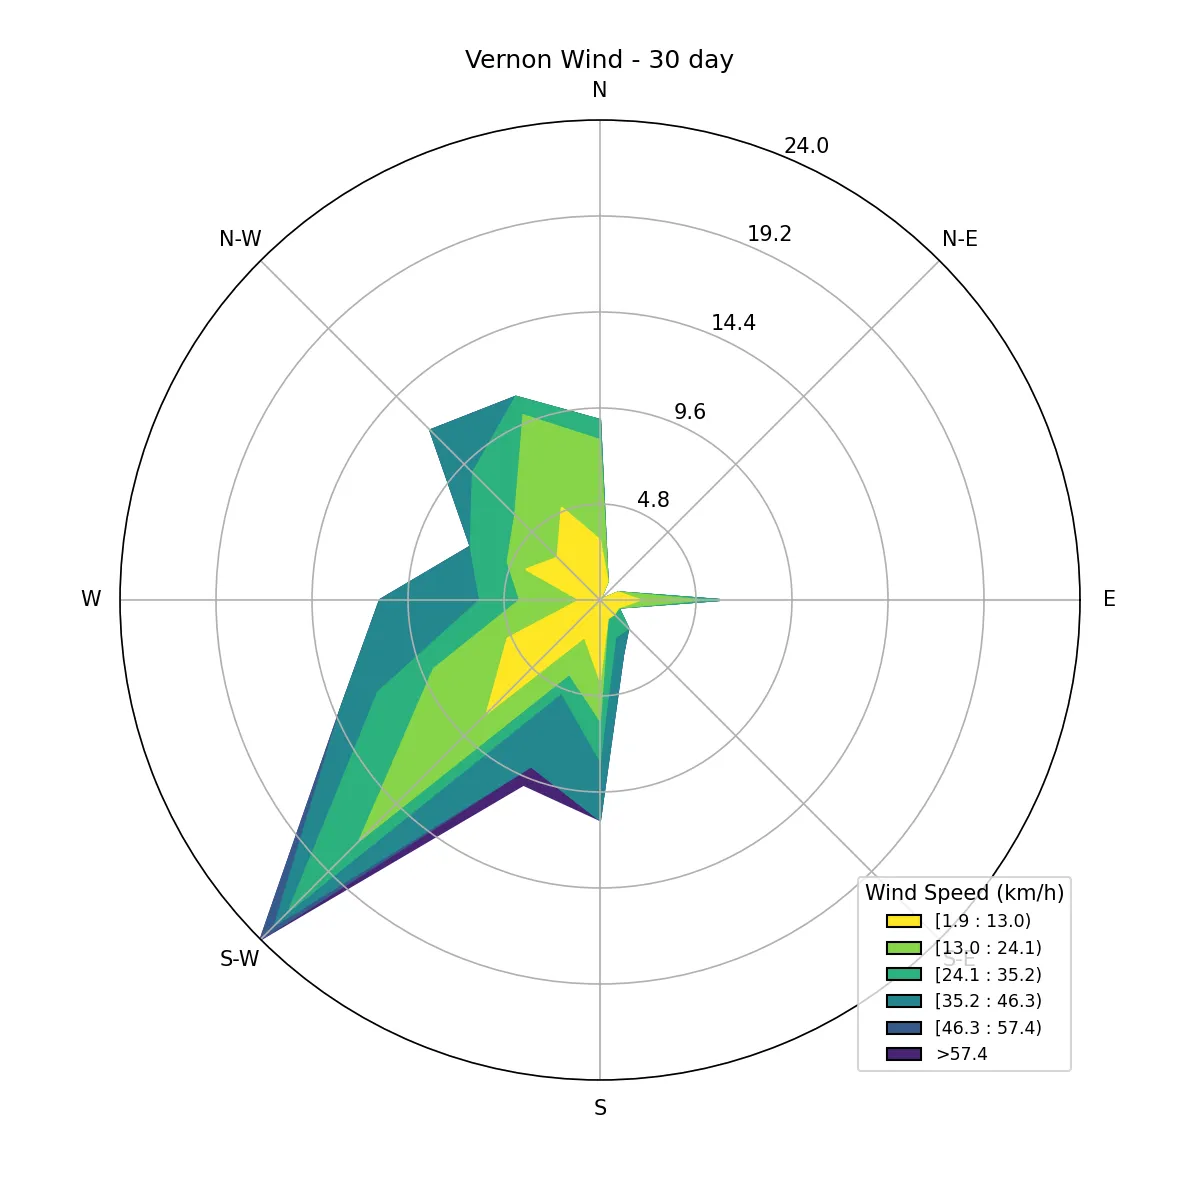 Vernon Wind - 30 day
N
24.0
N-W
19.2
N-E
14.4
9.6
4.8
W
E
S-W
S-E
S
Wind Speed (km/h)
[1.9 : 13.0)
[13.0 : 24.1)
[24.1 : 35.2)
[35.2 : 46.3)
[46.3 : 57.4)
>57.4